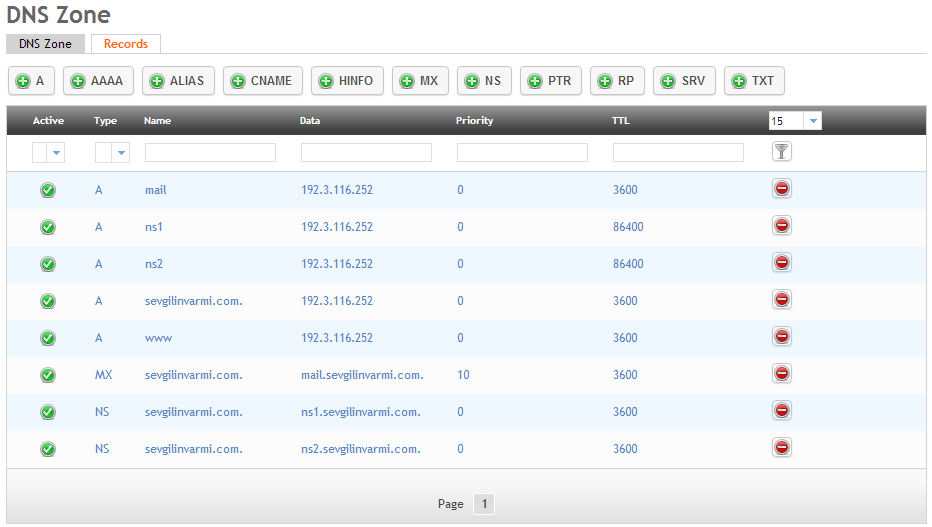 DNS Zone
DNS Zone Records
A AAAA ALIAS CNAME HINFO MX NS PTR RP SRV TXT
Active Type Name Data Priority TTL 15
A mail 192.3.116.252 0 3600
A ns1 192.3.116.252 0 86400
A ns2 192.3.116.252 0 86400
A sevgilinvarmi.com. 192.3.116.252 0 3600
A www 192.3.116.252 0 3600
MX sevgilinvarmi.com. mail.sevgilinvarmi.com. 10 3600
NS sevgilinvarmi.com. ns1.sevgilinvarmi.com. 0 3600
NS sevgilinvarmi.com. ns2.sevgilinvarmi.com. 0 3600
Page 1